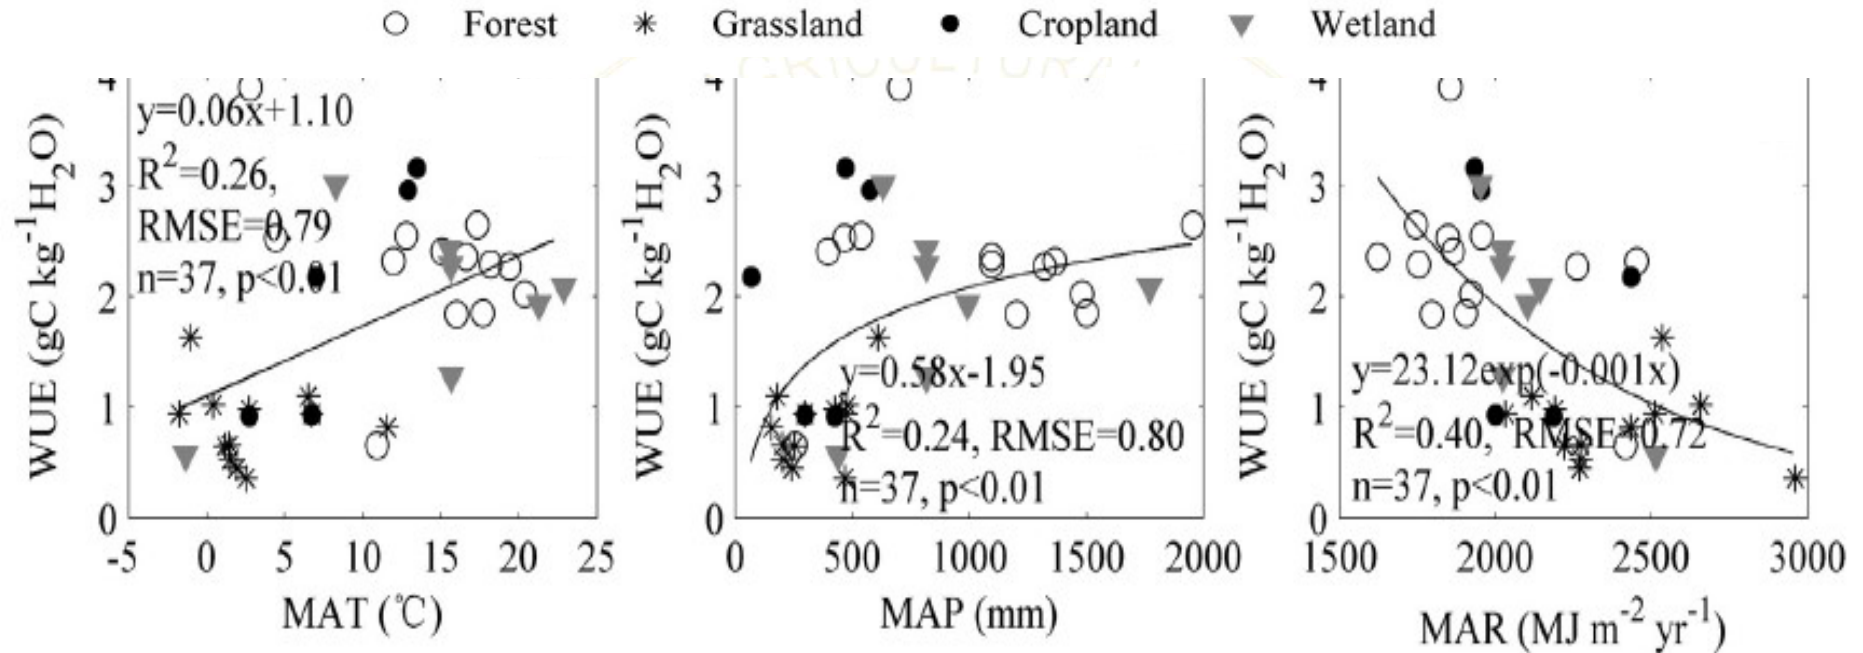 Forest Grassland Cropland Wetland
4
3
2
1
0
WUE (gC kg⁻¹H₂O)
y=0.06x+1.10
R²=0.26,
RMSE=0.79
n=37, p<0.01
-5 0 5 10 15 20 25
MAT (℃)
4
3
2
1
0
WUE (gC kg⁻¹H₂O)
y=0.58x-1.95
R²=0.24, RMSE=0.80
n=37, p<0.01
0 500 1000 1500 2000
MAP (mm)
4
3
2
1
0
WUE (gC kg⁻¹H₂O)
y=23.12exp(-0.001x)
R²=0.40, RMSE=0.72
n=37, p<0.01
1500 2000 2500 3000
MAR (MJ m⁻² yr⁻¹)